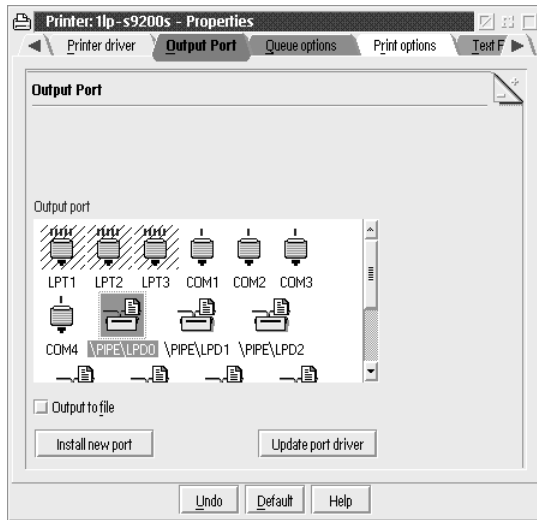 Printer: 1lp-s9200s - Properties
Printer driver Output Port Queue options Print options Text F
Output Port
Output port
LPT1 LPT2 LPT3 COM1 COM2 COM3
COM4 \PIPE\LPD0 \PIPE\LPD1 \PIPE\LPD2
Output to file
Install new port Update port driver
Undo Default Help